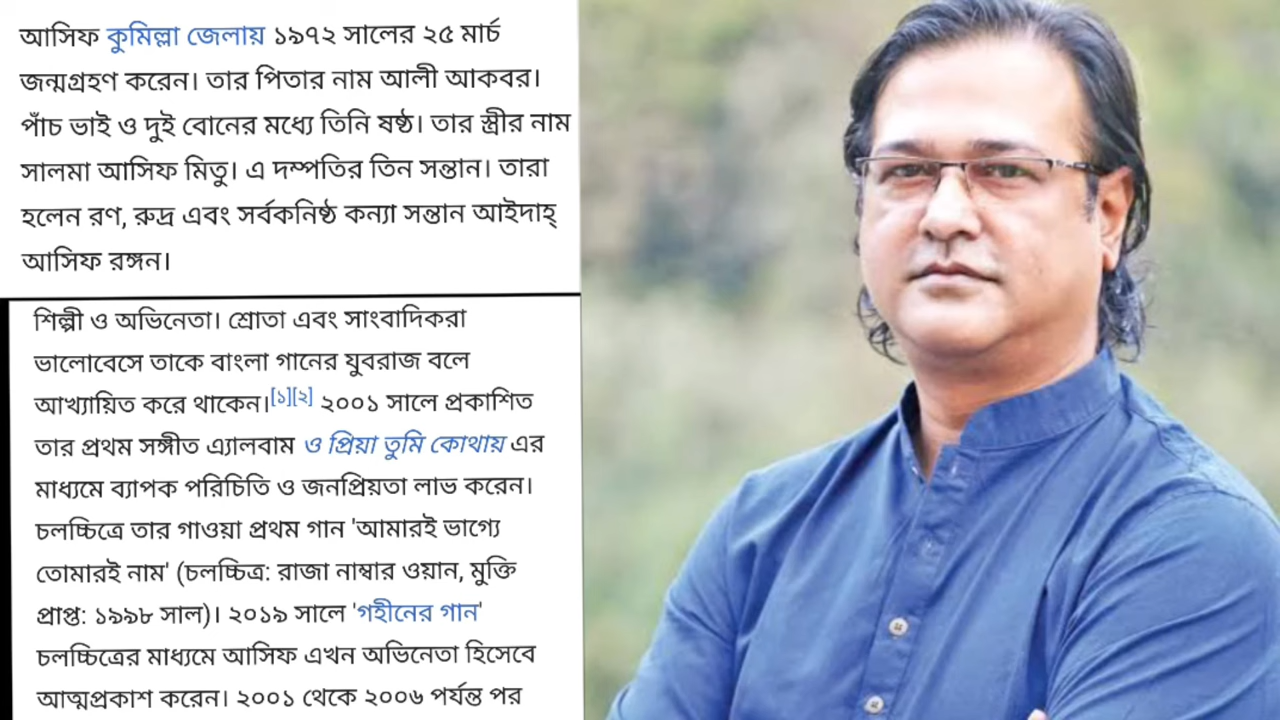 আসিফ কুমিল্লা জেলায় ১৯৭২ সালের ২৫ মার্চ
জন্মগ্রহণ করেন। তার পিতার নাম আলী আকবর।
পাঁচ ভাই ও দুই বোনের মধ্যে তিনি ষষ্ঠ। তার স্ত্রীর নাম
সালমা আসিফ মিতু। এ দম্পতির তিন সন্তান। তারা
হলেন রণ, রুদ্র এবং সর্বকনিষ্ঠ কন্যা সন্তান আইদাহ্
আসিফ রঙ্গন।
শিল্পী ও অভিনেতা। শ্রোতা এবং সাংবাদিকরা
ভালোবেসে তাকে বাংলা গানের যুবরাজ বলে
আখ্যায়িত করে থাকেন।[১][২] ২০০১ সালে প্রকাশিত
তার প্রথম সঙ্গীত এ্যালবাম ও প্রিয়া তুমি কোথায় এর
মাধ্যমে ব্যাপক পরিচিতি ও জনপ্রিয়তা লাভ করেন।
চলচ্চিত্রে তার গাওয়া প্রথম গান 'আমারই ভাগ্যে
তোমারই নাম' (চলচ্চিত্র: রাজা নাম্বার ওয়ান, মুক্তি
প্রাপ্ত: ১৯৯৮ সাল)। ২০১৯ সালে 'গহীনের গান'
চলচ্চিত্রের মাধ্যমে আসিফ এখন অভিনেতা হিসেবে
আত্মপ্রকাশ করেন। ২০০১ থেকে ২০০৬ পর্যন্ত পর